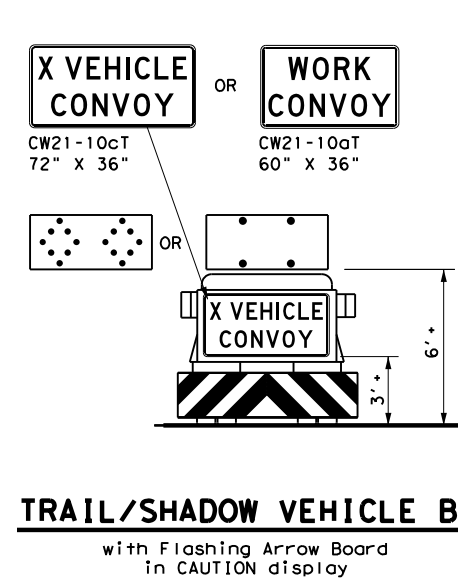 X VEHICLE
CONVOY
OR
WORK
CONVOY
CW21-10cT
72" X 36"
CW21-10aT
60" X 36"
OR
X VEHICLE
CONVOY
6' +
3' +
TRAIL/SHADOW VEHICLE B
with Flashing Arrow Board
in CAUTION display